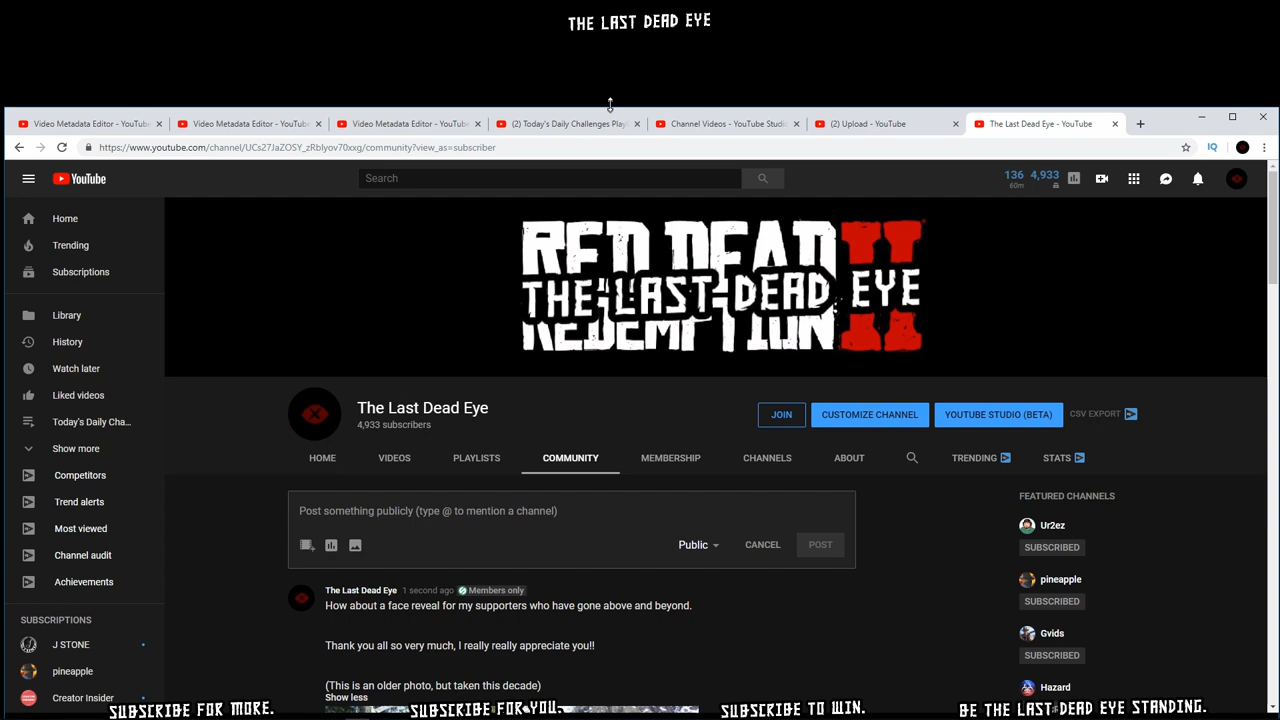 THE LAST DEAD EYE
Video Metadata Editor - YouTube
Video Metadata Editor - YouTube
Video Metadata Editor - YouTube
(2) Today's Daily Challenges Play
Channel Videos - YouTube Studio
(2) Upload - YouTube
The Last Dead Eye - YouTube
https://www.youtube.com/channel/UCs27JaZOSY_zRblyov70xxg/community?view_as=subscriber
IQ
YouTube
Search
136 4,933
60m
Home
Trending
Subscriptions
Library
History
Watch later
Liked videos
Today's Daily Cha...
Show more
Competitors
Trend alerts
Most viewed
Channel audit
Achievements
SUBSCRIPTIONS
J STONE
pineapple
Creator Insider
RED DEAD II
THE LAST DEAD EYE
REDEMPTION
The Last Dead Eye
4,933 subscribers
JOIN
CUSTOMIZE CHANNEL
YOUTUBE STUDIO (BETA)
CSV EXPORT
HOME VIDEOS PLAYLISTS COMMUNITY MEMBERSHIP CHANNELS ABOUT TRENDING STATS
Post something publicly (type @ to mention a channel)
Public CANCEL POST
The Last Dead Eye 1 second ago Members only
How about a face reveal for my supporters who have gone above and beyond.
Thank you all so very much, I really really appreciate you!!
(This is an older photo, but taken this decade)
Show less
FEATURED CHANNELS
Ur2ez
SUBSCRIBED
pineapple
SUBSCRIBED
Gvids
SUBSCRIBED
Hazard
SUBSCRIBE FOR MORE. SUBSCRIBE FOR YOU. SUBSCRIBE TO WIN. BE THE LAST DEAD EYE STANDING.